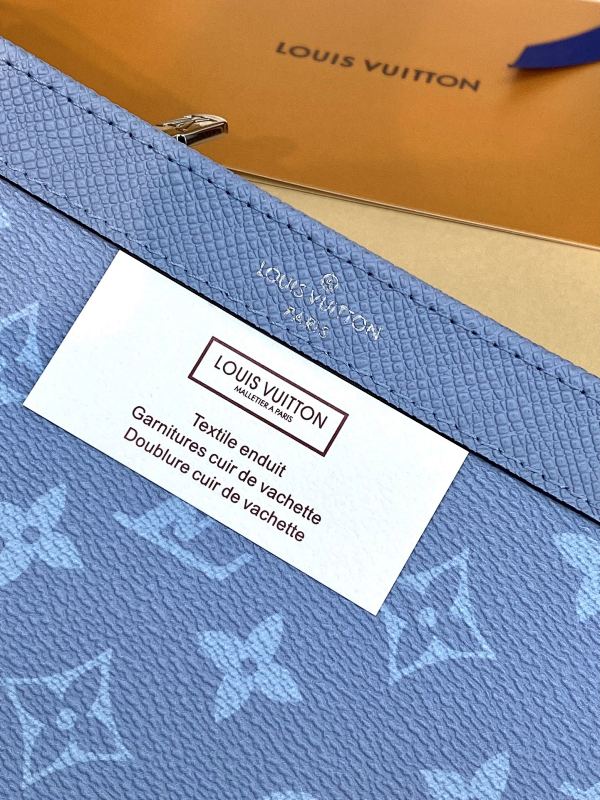 LOUIS VUITTON
LOUIS VUITTON
PARIS
LOUIS VUITTON
MALLETIER A PARIS
Textile enduit
Garnitures cuir de vachette
Doublure cuir de vachette